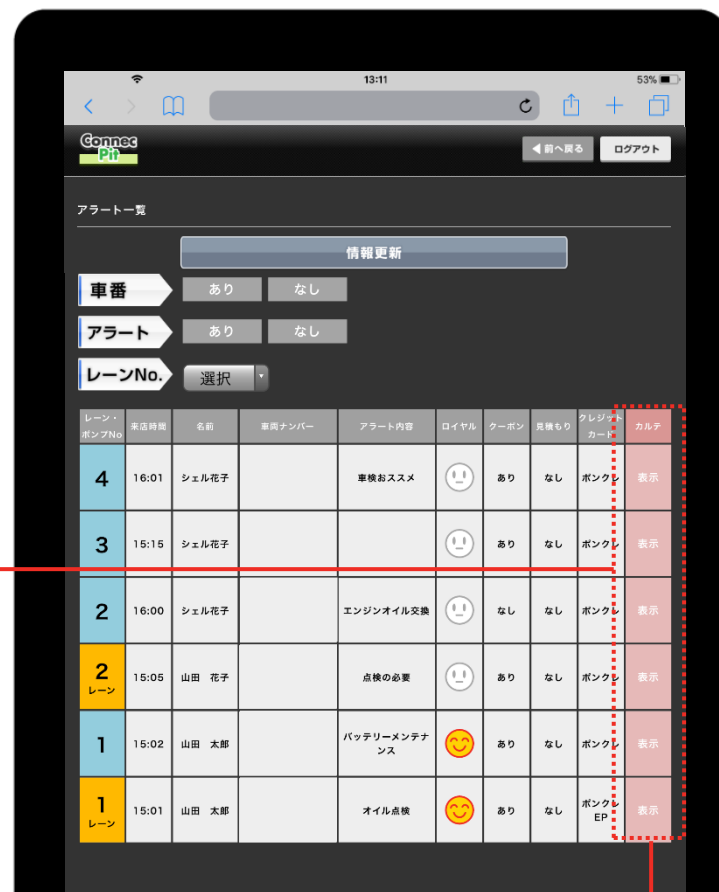 13:11
53%
Connec
Pit
前へ戻る
ログアウト
アラート一覧
情報更新
車番
あり
なし
アラート
あり
なし
レーンNo.
選択
レーン・
ポンプNo
来店時間
名前
車両ナンバー
アラート内容
ロイヤル
クーポン
見積もり
クレジット
カード
カルテ
4
16:01
シェル花子
車検おススメ
あり
なし
ポンクレ
表示
3
15:15
シェル花子
あり
なし
ポンクレ
表示
2
16:00
シェル花子
エンジンオイル交換
なし
なし
ポンクレ
表示
2
レーン
15:05
山田 花子
点検の必要
あり
なし
ポンクレ
表示
1
15:02
山田 太郎
バッテリーメンテナ
ンス
あり
なし
ポンクレ
表示
1
レーン
15:01
山田 太郎
オイル点検
あり
なし
ポンクレ
EP
表示